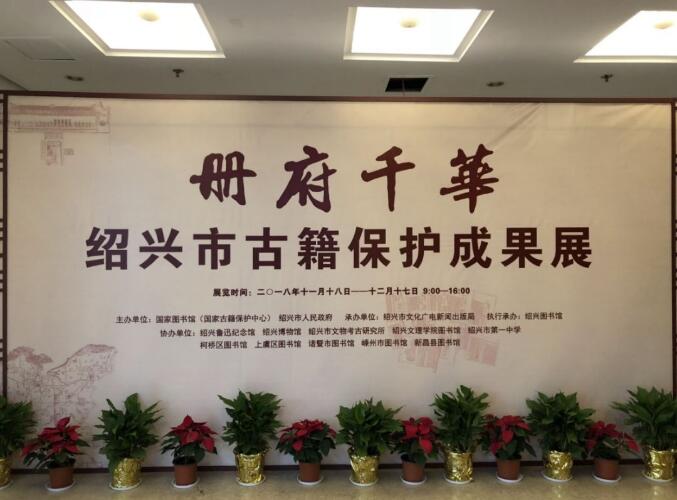 册府千華
绍兴市古籍保护成果展
展览时间：二〇一八年十一月十八日——十二月十七日 9:00—16:00
主办单位：国家图书馆（国家古籍保护中心） 绍兴市人民政府 承办单位：绍兴市文化广电新闻出版局 执行承办：绍兴图书馆
协办单位：绍兴鲁迅纪念馆 绍兴博物馆 绍兴市文物考古研究所 绍兴文理学院图书馆 绍兴市第一中学
柯桥区图书馆 上虞区图书馆 诸暨市图书馆 嵊州市图书馆 新昌县图书馆